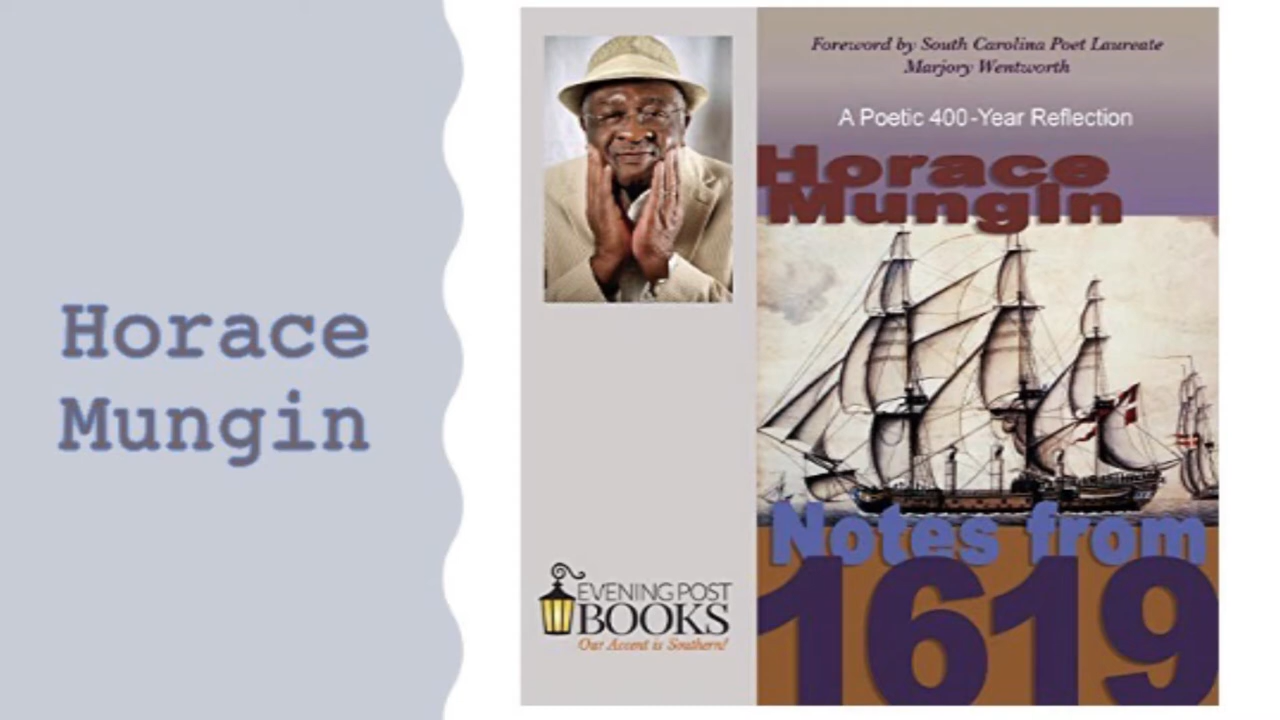 Horace
Mungin
Foreword by South Carolina Poet Laureate
Marjory Wentworth
A Poetic 400-Year Reflection
Horace
Mungin
Notes from
1619
EVENING POST
BOOKS
Our Accent is Southern!